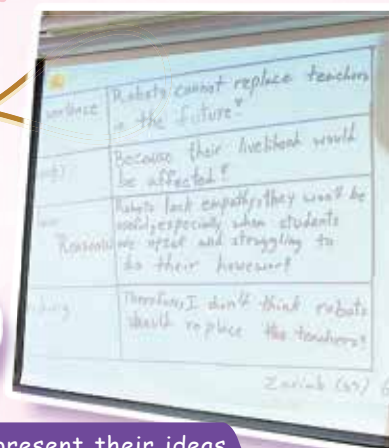 Robots cannot replace teachers
in the future?
Because their livelihood would
be affected?
Robots lack empathy, they won't be
useful, especially when students
Reasons are upset and struggling to
do their homework
Therefore, I don't think robots
should replace the teachers?
present their ideas